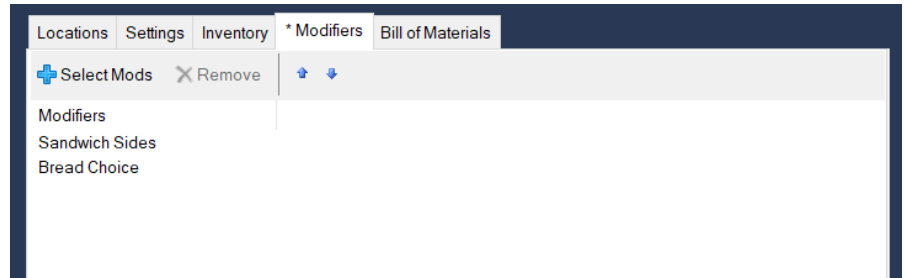 Locations Settings Inventory * Modifiers Bill of Materials
Select Mods Remove
Modifiers
Sandwich Sides
Bread Choice